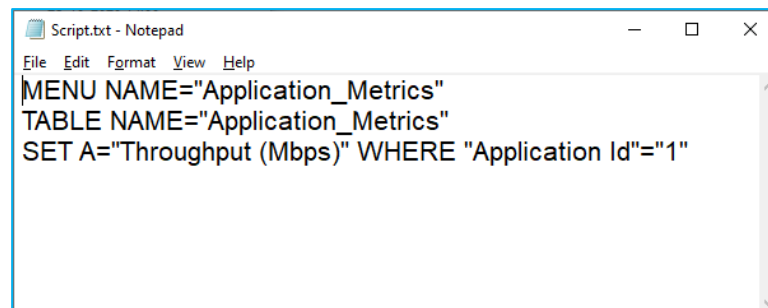 Script.txt - Notepad
File Edit Format View Help
MENU NAME="Application_Metrics"
TABLE NAME="Application_Metrics"
SET A="Throughput (Mbps)" WHERE "Application Id"="1"